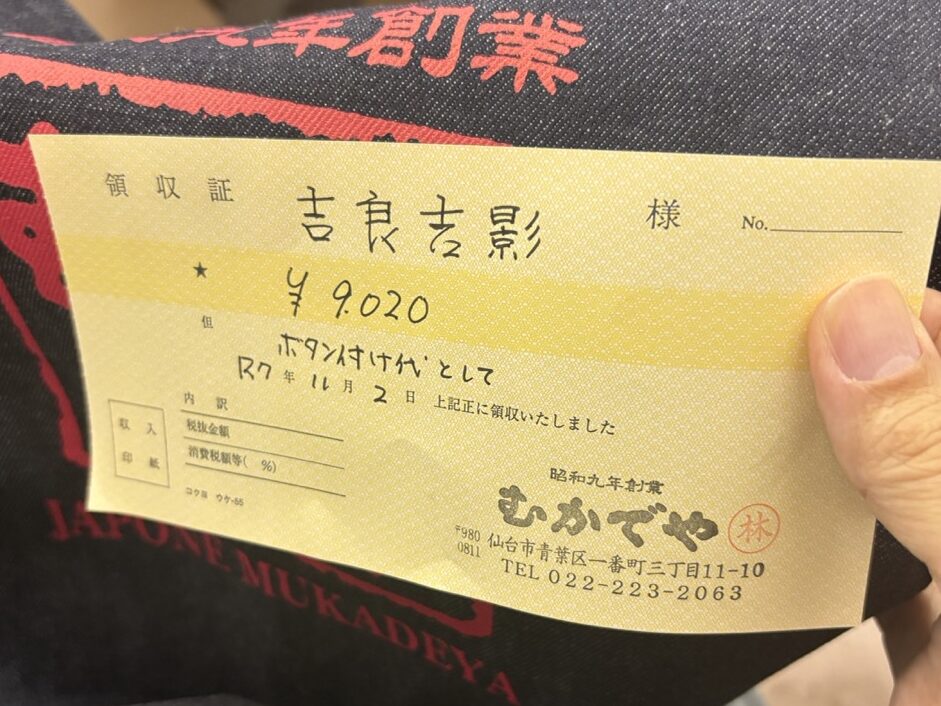 年創業
領収証 吉良吉影 様 No.
★ ¥9.020
但 ボタン付け代として
R7年11月2日 上記正に領収いたしました
内訳
税抜金額
消費税額等( %)
収入
印紙
コクヨ ウケ-55
昭和九年創業
むかでや 林
〒980
0811
仙台市青葉区一番町三丁目11-10
TEL 022-223-2063
JAPONE MUKADEYA